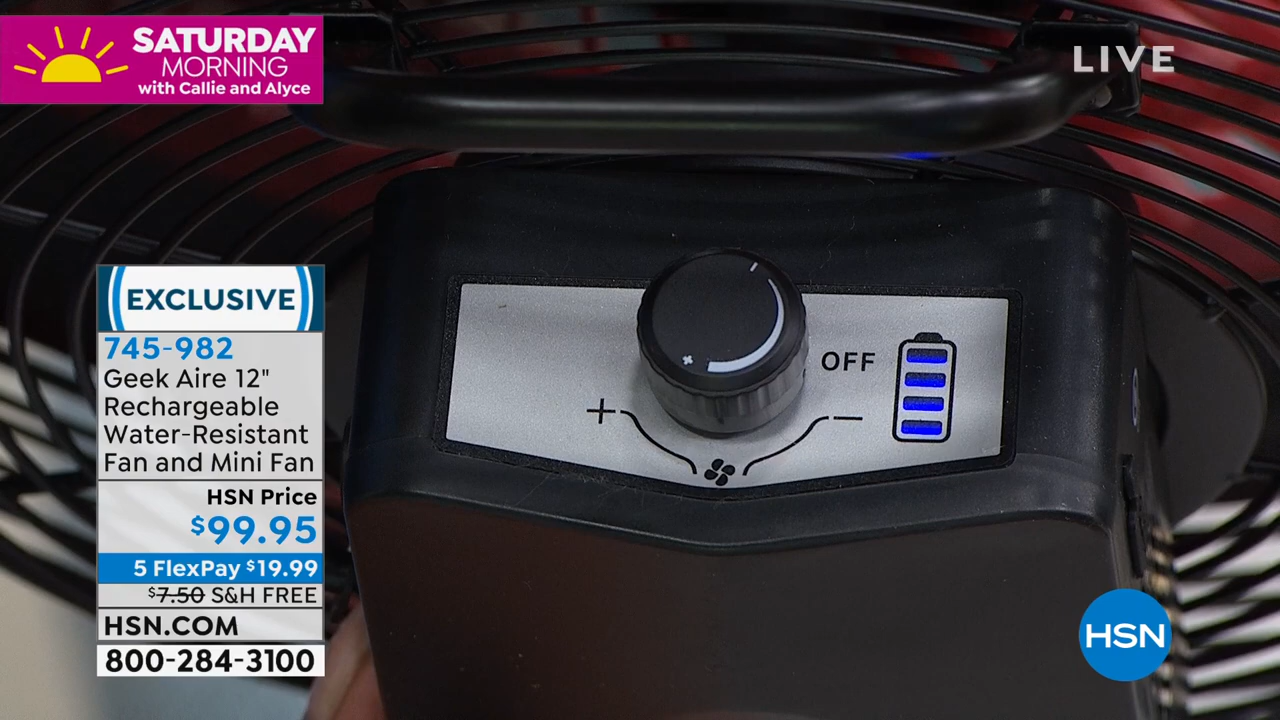 SATURDAY
MORNING
with Callie and Alyce
LIVE
EXCLUSIVE
745-982
Geek Aire 12"
Rechargeable
Water-Resistant
Fan and Mini Fan
HSN Price
$99.95
5 FlexPay $19.99
$7.50 S&H FREE
HSN.COM
800-284-3100
OFF
+
−
HSN